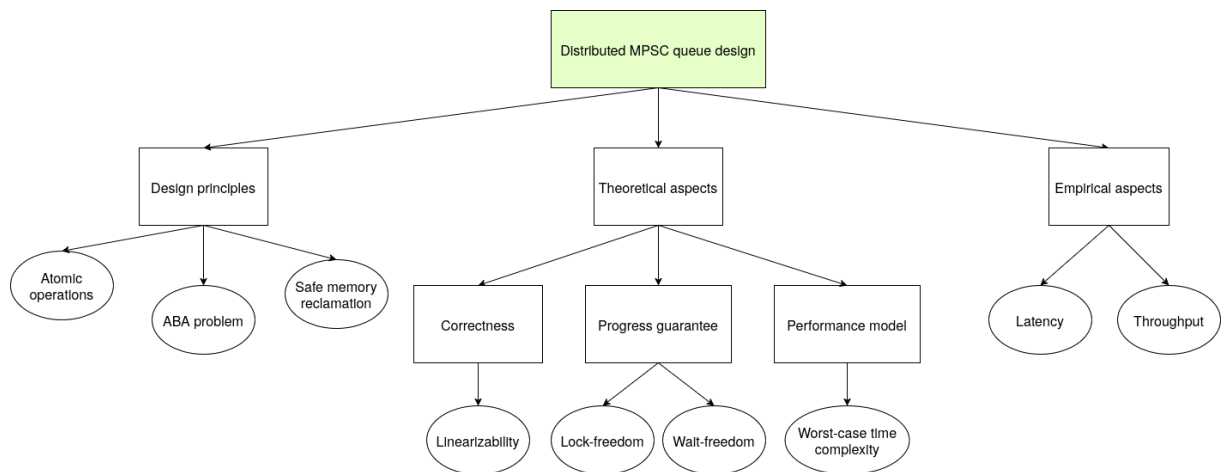 Distributed MPSC queue design
Design principles
Theoretical aspects
Empirical aspects
Atomic
operations
ABA problem
Safe memory
reclamation
Correctness
Progress guarantee
Performance model
Latency
Throughput
Linearizability
Lock-freedom
Wait-freedom
Worst-case time
complexity